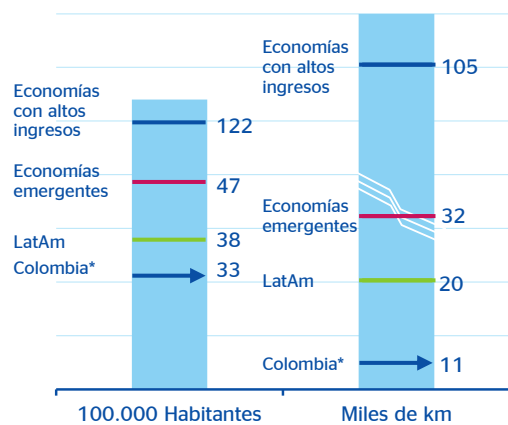 Economías
con altos
ingresos
122
Economías
emergentes
47
LatAm
38
Colombia*
33
100.000 Habitantes
Economías
con altos
ingresos
105
Economías
emergentes
32
LatAm
20
Colombia*
11
Miles de km